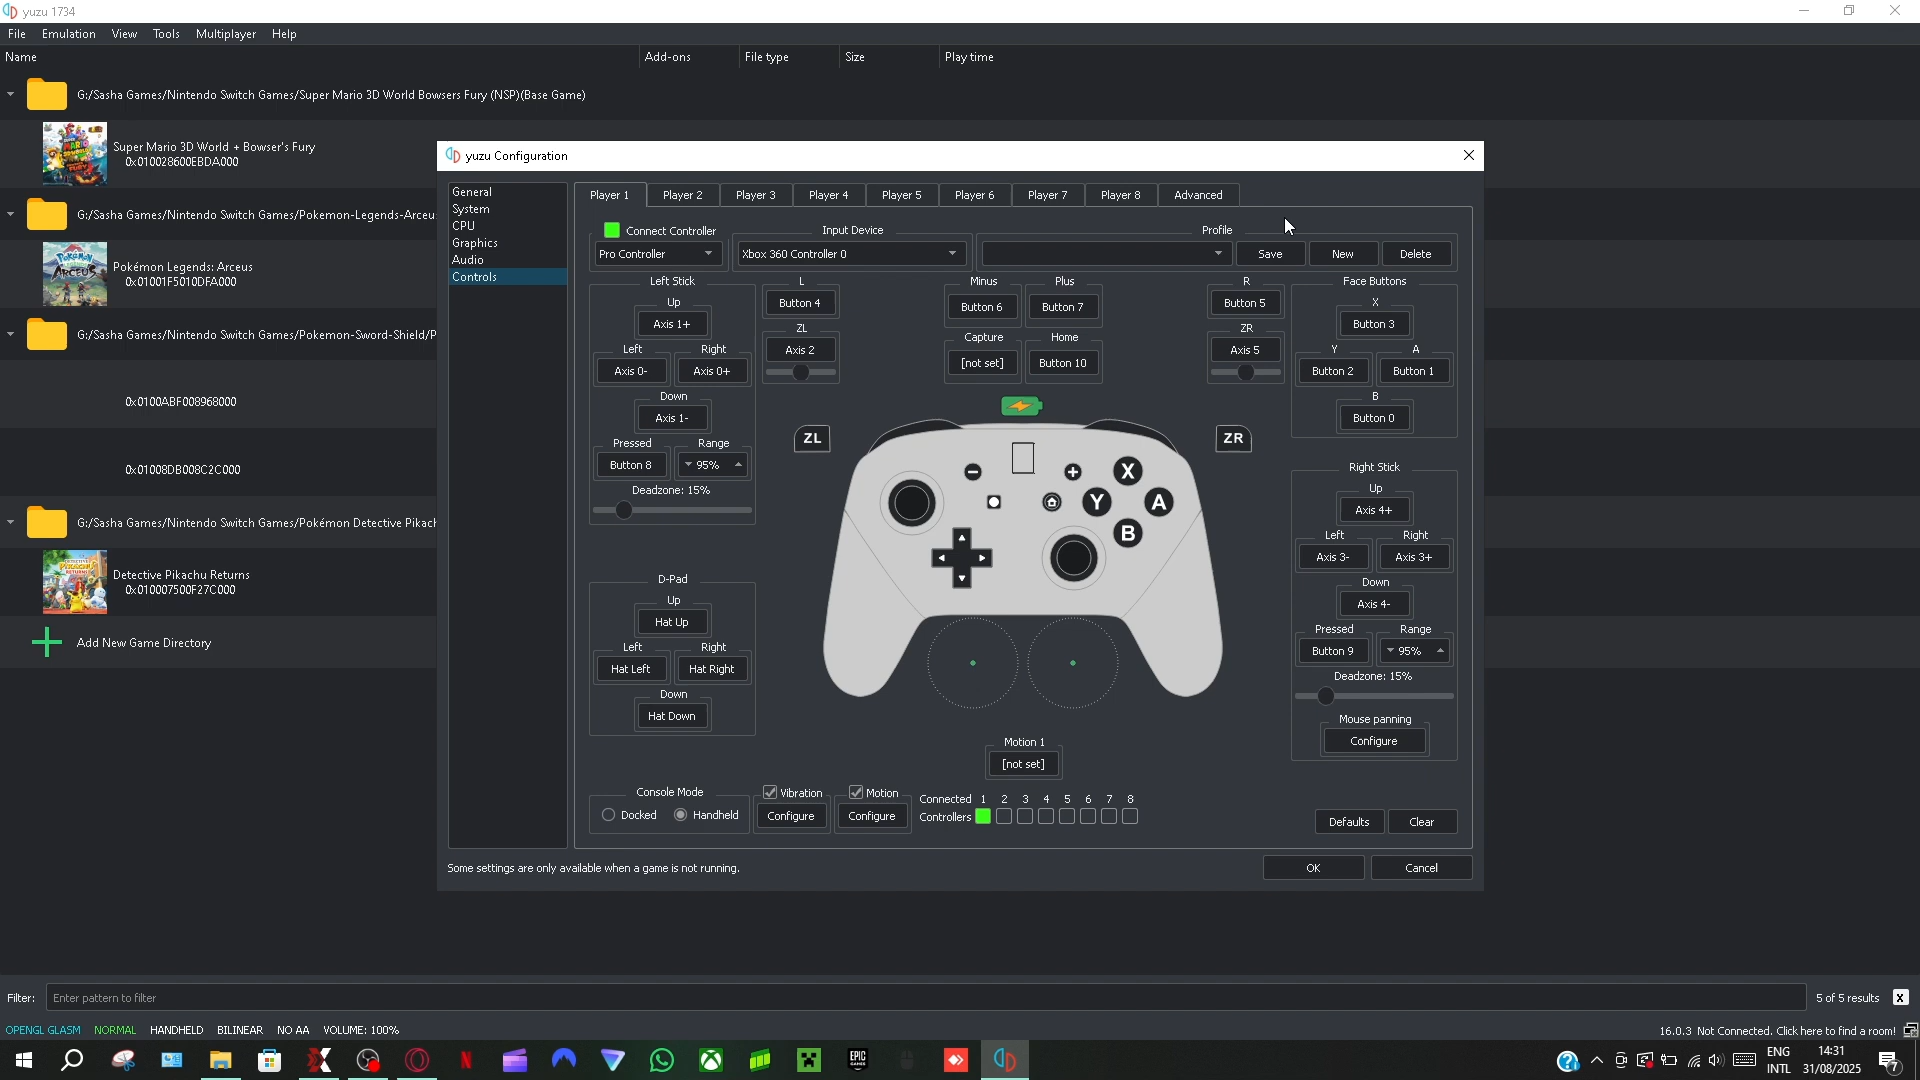 yuzu 1734
File Emulation View Tools Multiplayer Help
Name Add-ons File type Size Play time
G:/Sasha Games/Nintendo Switch Games/Super Mario 3D World Bowsers Fury (NSP)(Base Game)
Super Mario 3D World + Bowser's Fury
0x010028600EBDA000
G:/Sasha Games/Nintendo Switch Games/Pokemon-Legends-Arceu
Pokémon Legends: Arceus
0x01001F5010DFA000
G:/Sasha Games/Nintendo Switch Games/Pokemon-Sword-Shield/P
0x0100ABF008968000
0x01008DB008C2C000
G:/Sasha Games/Nintendo Switch Games/Pokémon Detective Pikach
Detective Pikachu Returns
0x010007500F27C000
Add New Game Directory
yuzu Configuration
General
System
CPU
Graphics
Audio
Controls
Player 1 Player 2 Player 3 Player 4 Player 5 Player 6 Player 7 Player 8 Advanced
Connect Controller Input Device Profile
Pro Controller Xbox 360 Controller 0 Save New Delete
Left Stick L Minus Plus R Face Buttons
Up X
Button 4 Button 6 Button 7 Button 5
Axis 1+ Button 3
ZL ZR
Capture Home
Left Right Axis 2 Axis 5 Y A
Axis 0- Axis 0+ [not set] Button 10 Button 2 Button 1
Down B
Axis 1- Button 0
Pressed Range ZL ZR
Button 8 95% Right Stick
− + X
Deadzone: 15% Up
Y A Axis 4+
B Left Right
Axis 3- Axis 3+
D-Pad Down
Up Axis 4-
Hat Up Pressed Range
Left Right Button 9 95%
Hat Left Hat Right Deadzone: 15%
Down
Hat Down Mouse panning
Motion 1 Configure
[not set]
Console Mode Vibration Motion Connected 1 2 3 4 5 6 7 8
Docked Handheld Configure Configure Controllers Defaults Clear
Some settings are only available when a game is not running. OK Cancel
Filter: Enter pattern to filter 5 of 5 results X
OPENGL GLASM NORMAL HANDHELD BILINEAR NO AA VOLUME: 100% 16.0.3 Not Connected. Click here to find a room!
EPIC GAMES
ENG 14:31
INTL 31/08/2025 7